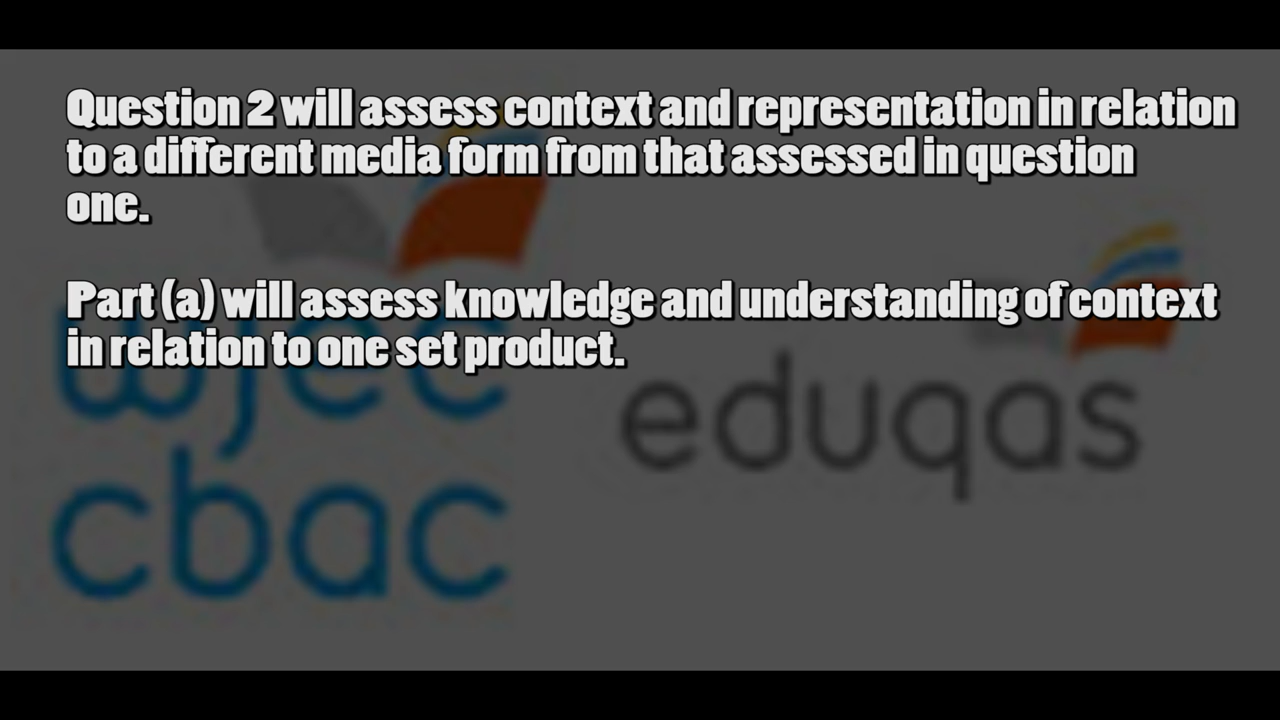 Question 2 will assess context and representation in relation
to a different media form from that assessed in question
one.
Part (a) will assess knowledge and understanding of context
in relation to one set product.
wjec
cbac
eduqas